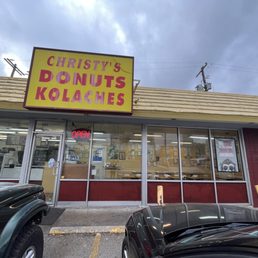 CHRISTY'S
DONUTS
KOLACHES
OPEN